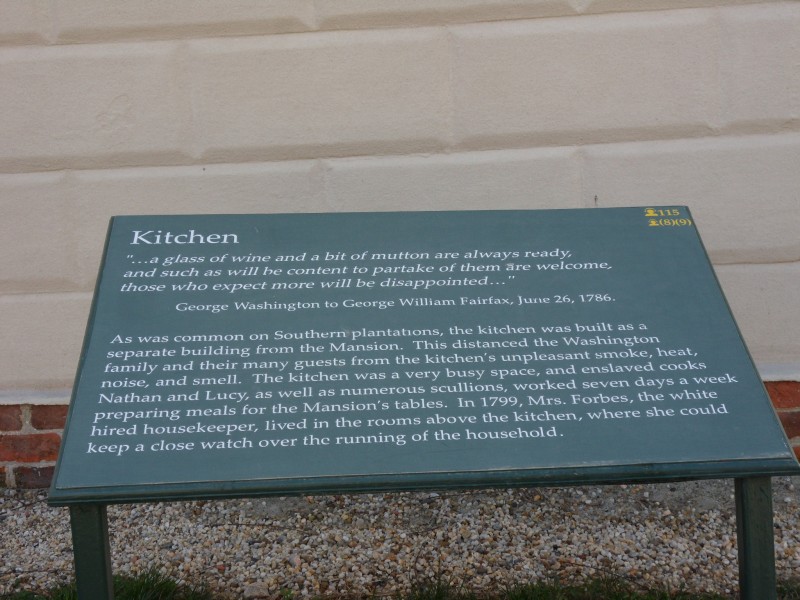 115
(8)(9)
Kitchen
"...a glass of wine and a bit of mutton are always ready,
and such as will be content to partake of them are welcome,
those who expect more will be disappointed..."
George Washington to George William Fairfax, June 26, 1786.
As was common on Southern plantations, the kitchen was built as a
separate building from the Mansion. This distanced the Washington
family and their many guests from the kitchen's unpleasant smoke, heat,
noise, and smell. The kitchen was a very busy space, and enslaved cooks
Nathan and Lucy, as well as numerous scullions, worked seven days a week
preparing meals for the Mansion's tables. In 1799, Mrs. Forbes, the white
hired housekeeper, lived in the rooms above the kitchen, where she could
keep a close watch over the running of the household.